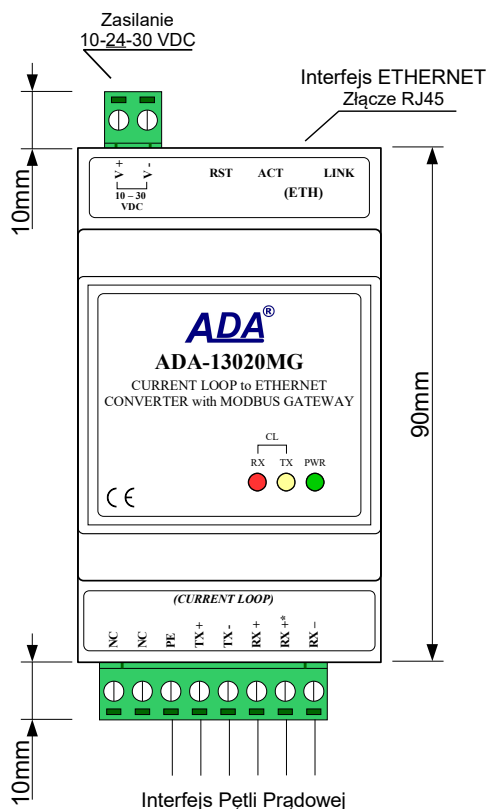 Zasilanie
10-24-30 VDC
Interfejs ETHERNET
Złącze RJ45
10mm
V +
V -
10 – 30
VDC
RST ACT LINK
(ETH)
ADA®
ADA-13020MG
CURRENT LOOP to ETHERNET
CONVERTER with MODBUS GATEWAY
CL
RX TX PWR
CE
90mm
(CURRENT LOOP)
NC
NC
PE
TX +
TX -
RX +
RX +*
RX –
10mm
Interfejs Pętli Prądowej